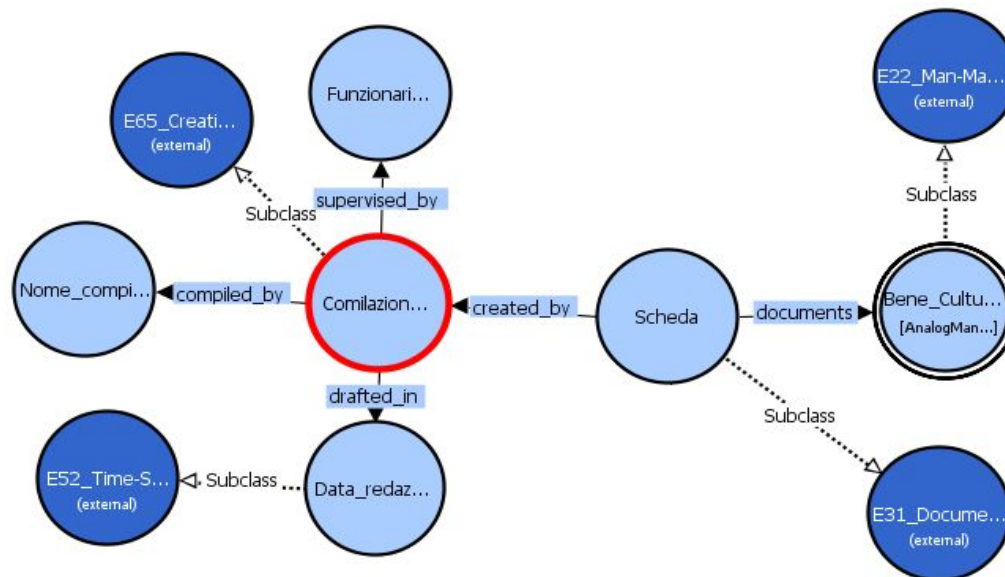 E22_Man-Ma...
(external)
Funzionari...
E65_Creati...
(external)
supervised_by
Subclass
Subclass
Nome_compi...
compiled_by
Comilazion...
created_by
Scheda
documents
Bene_Cultu...
[AnalogMan...]
drafted_in
Subclass
E52_Time-S...
(external)
Subclass
Data_redaz...
E31_Docume...
(external)